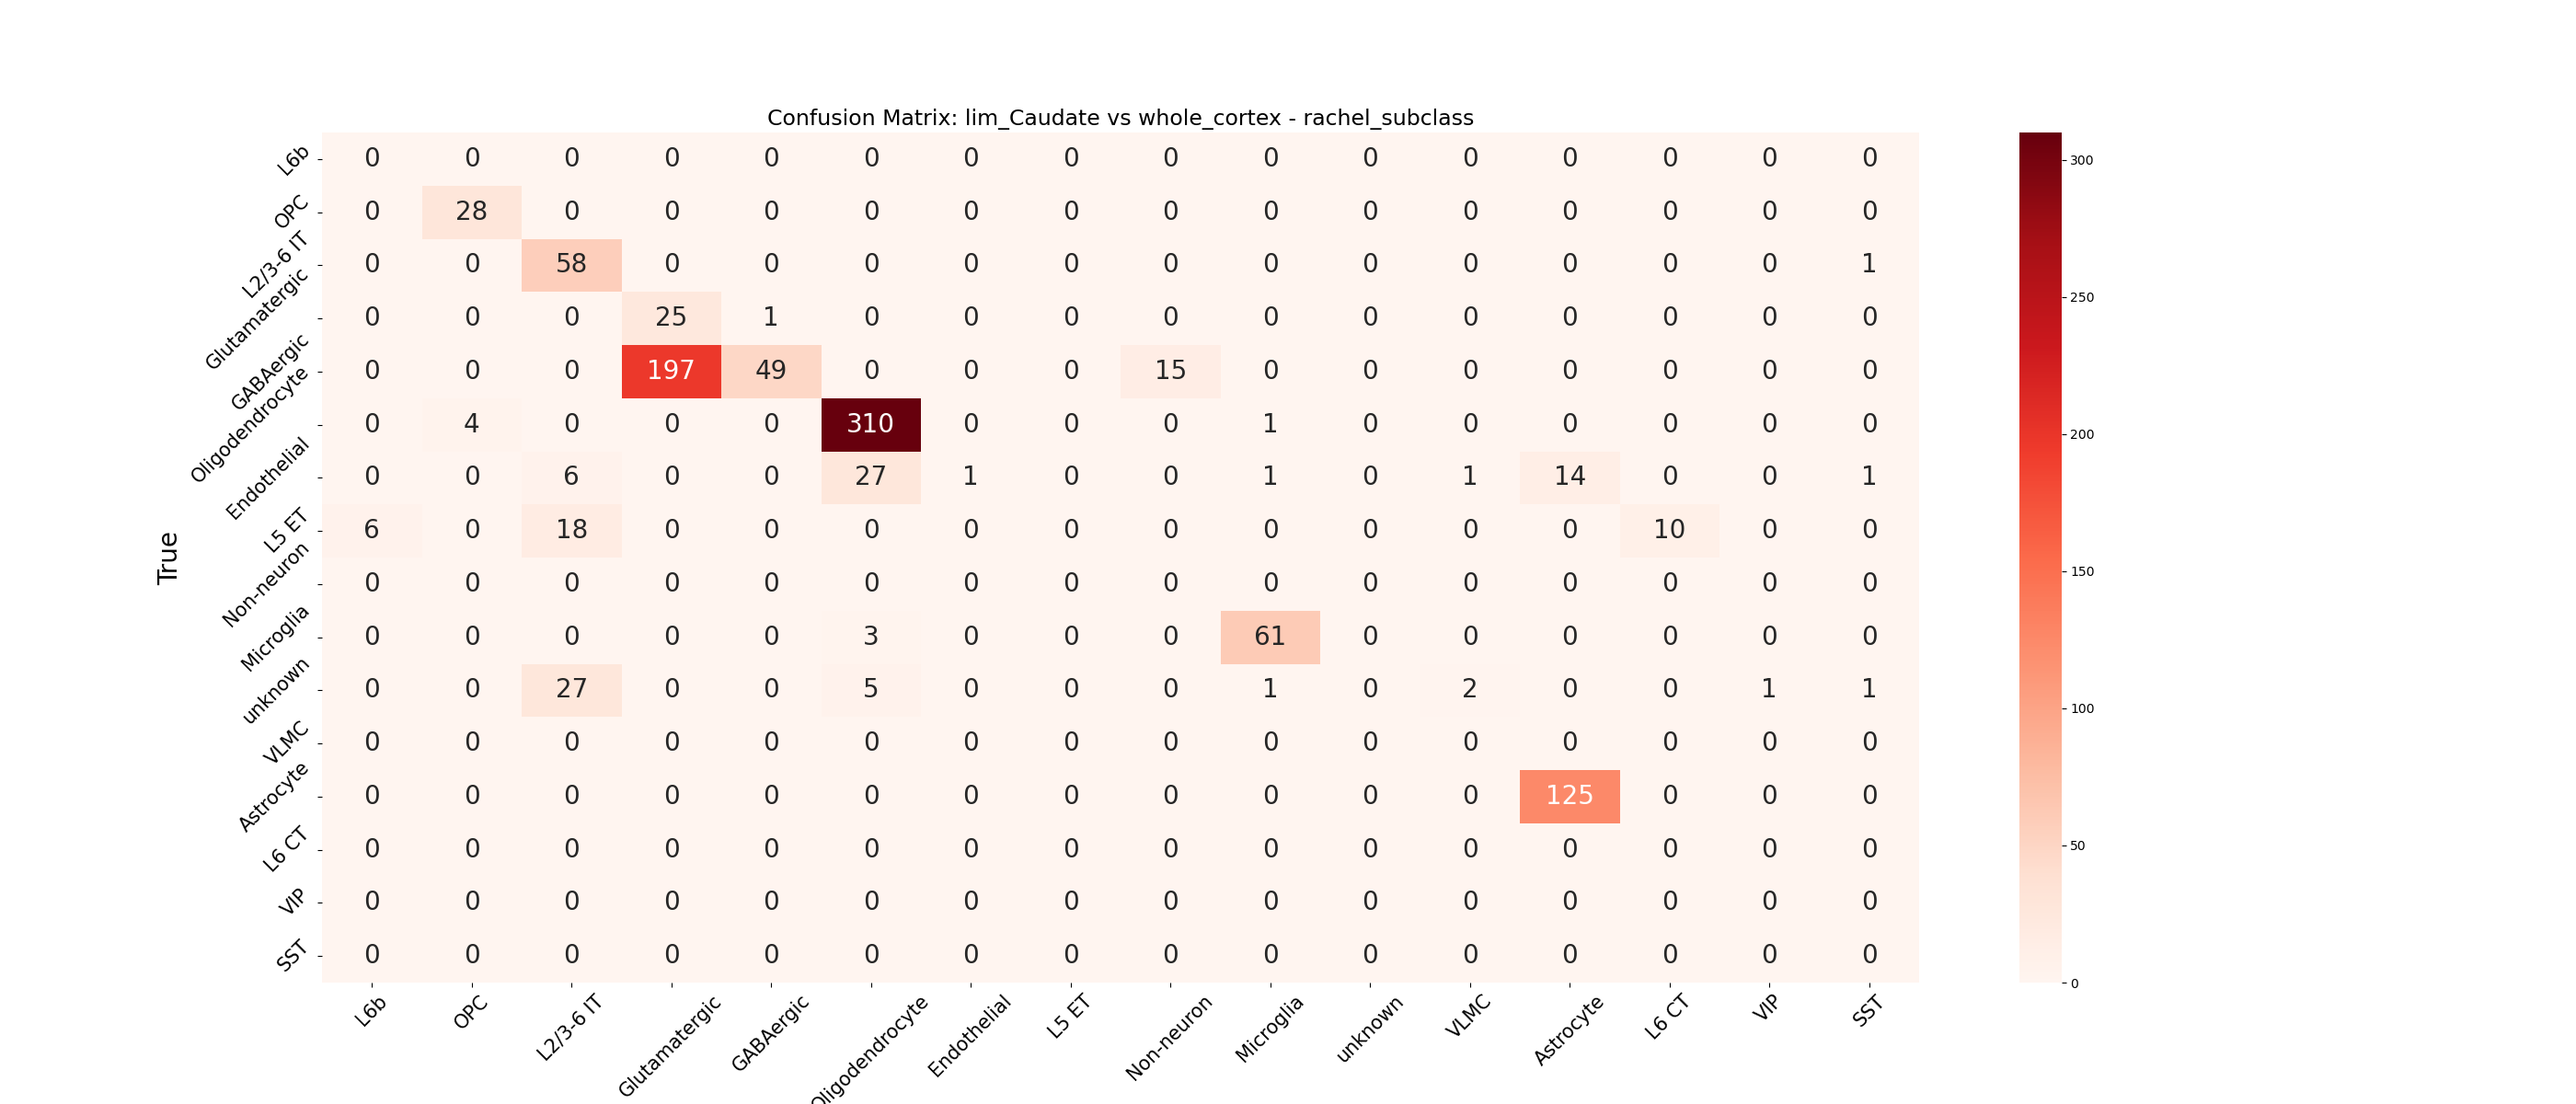 Confusion Matrix: lim_Caudate vs whole_cortex - rachel_subclass
L6b 0 0 0 0 0 0 0 0 0 0 0 0 0 0 0 0
OPC 0 28 0 0 0 0 0 0 0 0 0 0 0 0 0 0
L2/3-6 IT 0 0 58 0 0 0 0 0 0 0 0 0 0 0 0 1
Glutamatergic 0 0 0 25 1 0 0 0 0 0 0 0 0 0 0 0
GABAergic 0 0 0 197 49 0 0 0 15 0 0 0 0 0 0 0
Oligodendrocyte 0 4 0 0 0 310 0 0 0 1 0 0 0 0 0 0
Endothelial 0 0 6 0 0 27 1 0 0 1 0 1 14 0 0 1
L5 ET 6 0 18 0 0 0 0 0 0 0 0 0 0 10 0 0
Non-neuron 0 0 0 0 0 0 0 0 0 0 0 0 0 0 0 0
Microglia 0 0 0 0 0 3 0 0 0 61 0 0 0 0 0 0
unknown 0 0 27 0 0 5 0 0 0 1 0 2 0 0 1 1
VLMC 0 0 0 0 0 0 0 0 0 0 0 0 0 0 0 0
Astrocyte 0 0 0 0 0 0 0 0 0 0 0 0 125 0 0 0
L6 CT 0 0 0 0 0 0 0 0 0 0 0 0 0 0 0 0
VIP 0 0 0 0 0 0 0 0 0 0 0 0 0 0 0 0
SST 0 0 0 0 0 0 0 0 0 0 0 0 0 0 0 0
True
L6b OPC L2/3-6 IT Glutamatergic GABAergic Oligodendrocyte Endothelial L5 ET Non-neuron Microglia unknown VLMC Astrocyte L6 CT VIP SST
300
250
200
150
100
50
0